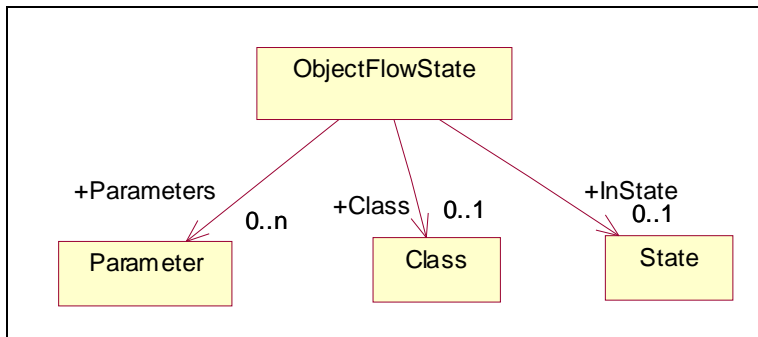 ObjectFlowState
+Parameters
0..n
+Class
0..1
+InState
0..1
Parameter
Class
State